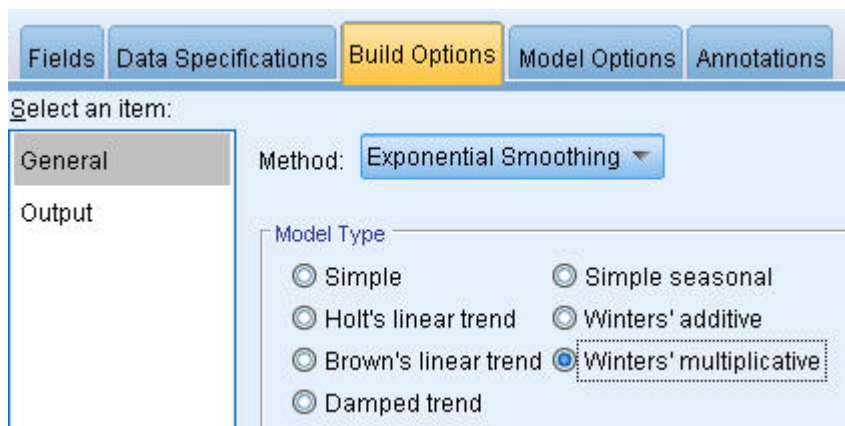 Fields Data Specifications Build Options Model Options Annotations
Select an item:
General
Output
Method: Exponential Smoothing
Model Type
Simple
Holt's linear trend
Brown's linear trend
Damped trend
Simple seasonal
Winters' additive
Winters' multiplicative